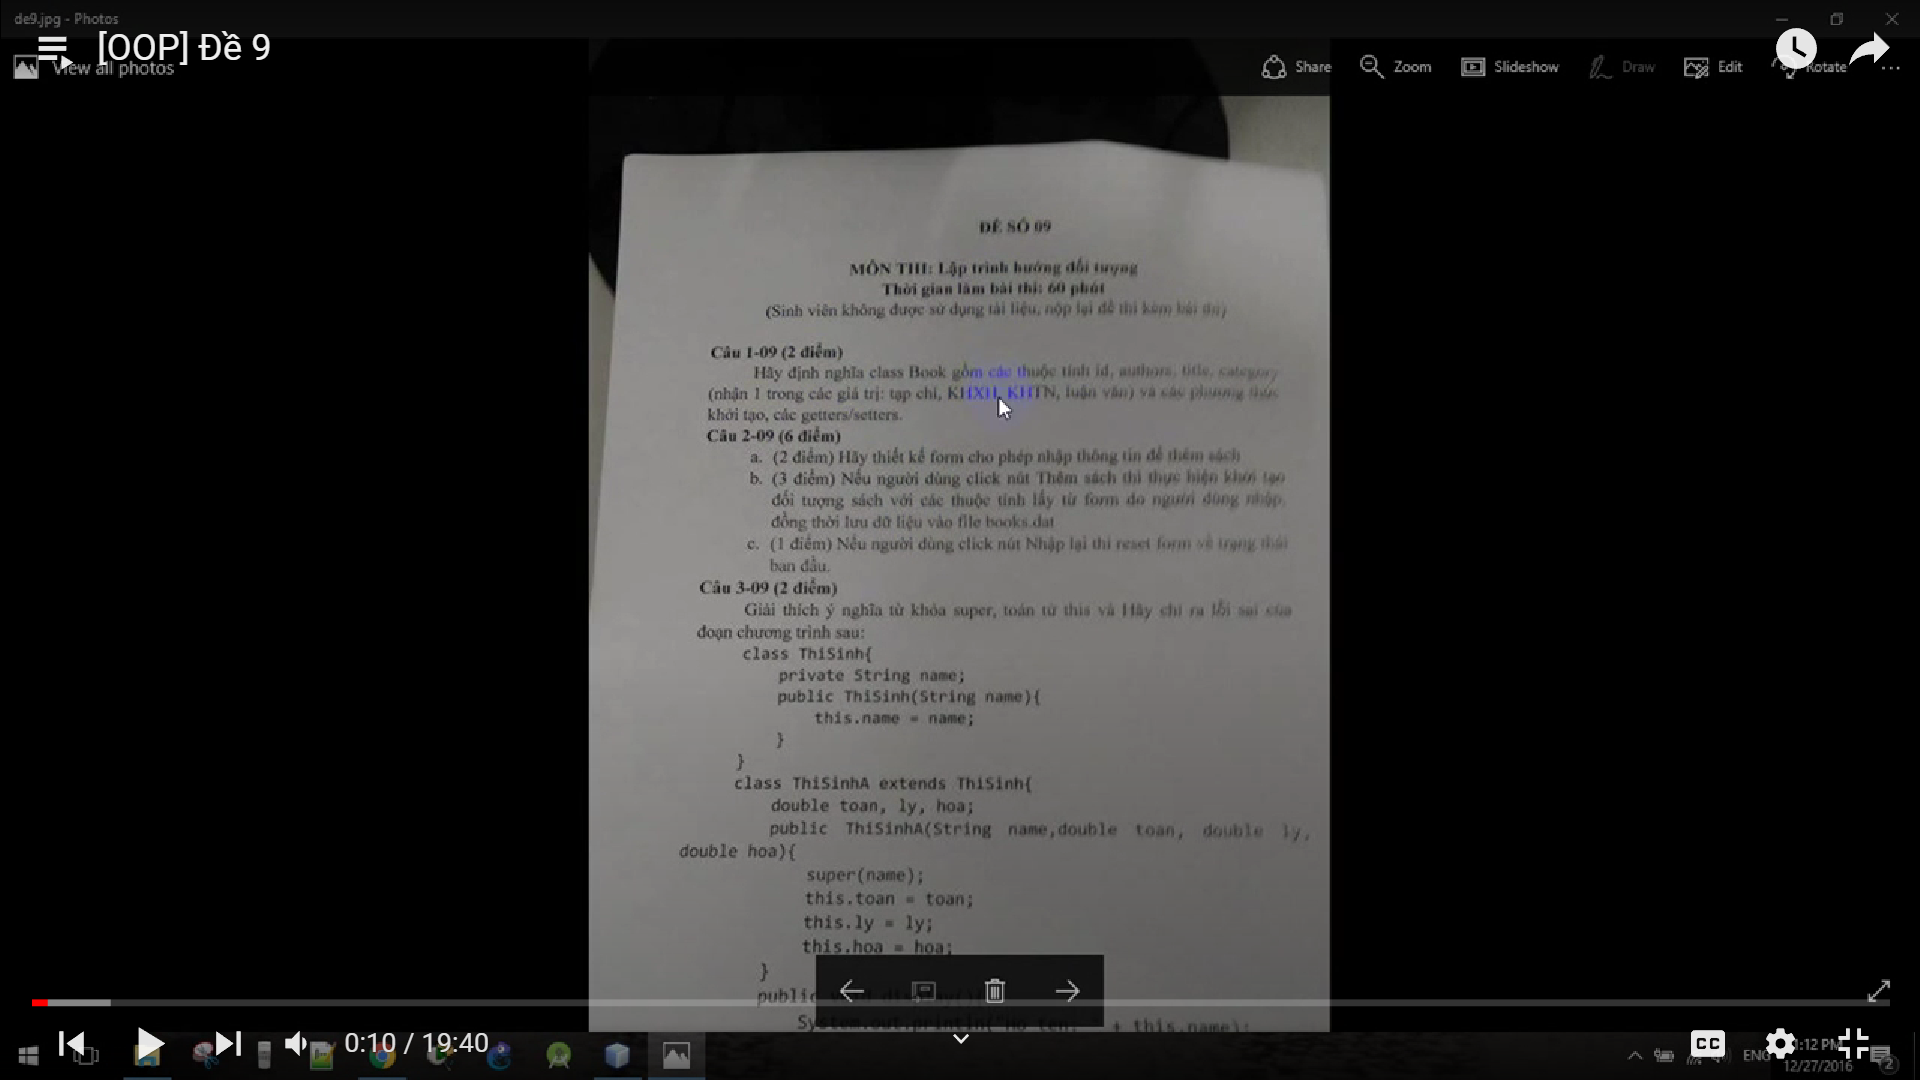 de9.jpg - Photos
[OOP] Đề 9
View all photos
Share Zoom Slideshow Draw Edit Rotate
ĐỀ SỐ 09
MÔN THI: Lập trình hướng đối tượng
Thời gian làm bài thi: 60 phút
(Sinh viên không được sử dụng tài liệu, nộp lại đề thi kèm bài thi)
Câu 1-09 (2 điểm)
Hãy định nghĩa class Book gồm các thuộc tính id, authors, title, category
(nhận 1 trong các giá trị: tạp chí, KHXH, KHTN, luận văn) và các phương thức
khởi tạo, các getters/setters.
Câu 2-09 (6 điểm)
a. (2 điểm) Hãy thiết kế form cho phép nhập thông tin để thêm sách
b. (3 điểm) Nếu người dùng click nút Thêm sách thì thực hiện khởi tạo
đối tượng sách với các thuộc tính lấy từ form do người dùng nhập,
đồng thời lưu dữ liệu vào file books.dat
c. (1 điểm) Nếu người dùng click nút Nhập lại thì reset form về trạng thái
ban đầu.
Câu 3-09 (2 điểm)
Giải thích ý nghĩa từ khóa super, toán tử this và Hãy chỉ ra lỗi sai của
đoạn chương trình sau:
class ThiSinh{
private String name;
public ThiSinh(String name){
this.name = name;
}
}
class ThiSinhA extends ThiSinh{
double toan, ly, hoa;
public ThiSinhA(String name,double toan, double ly,
double hoa){
super(name);
this.toan = toan;
this.ly = ly;
this.hoa = hoa;
}
public
System.out.println( + this.name);
0:10 / 19:40
CC
ENG
12/27/2016
2